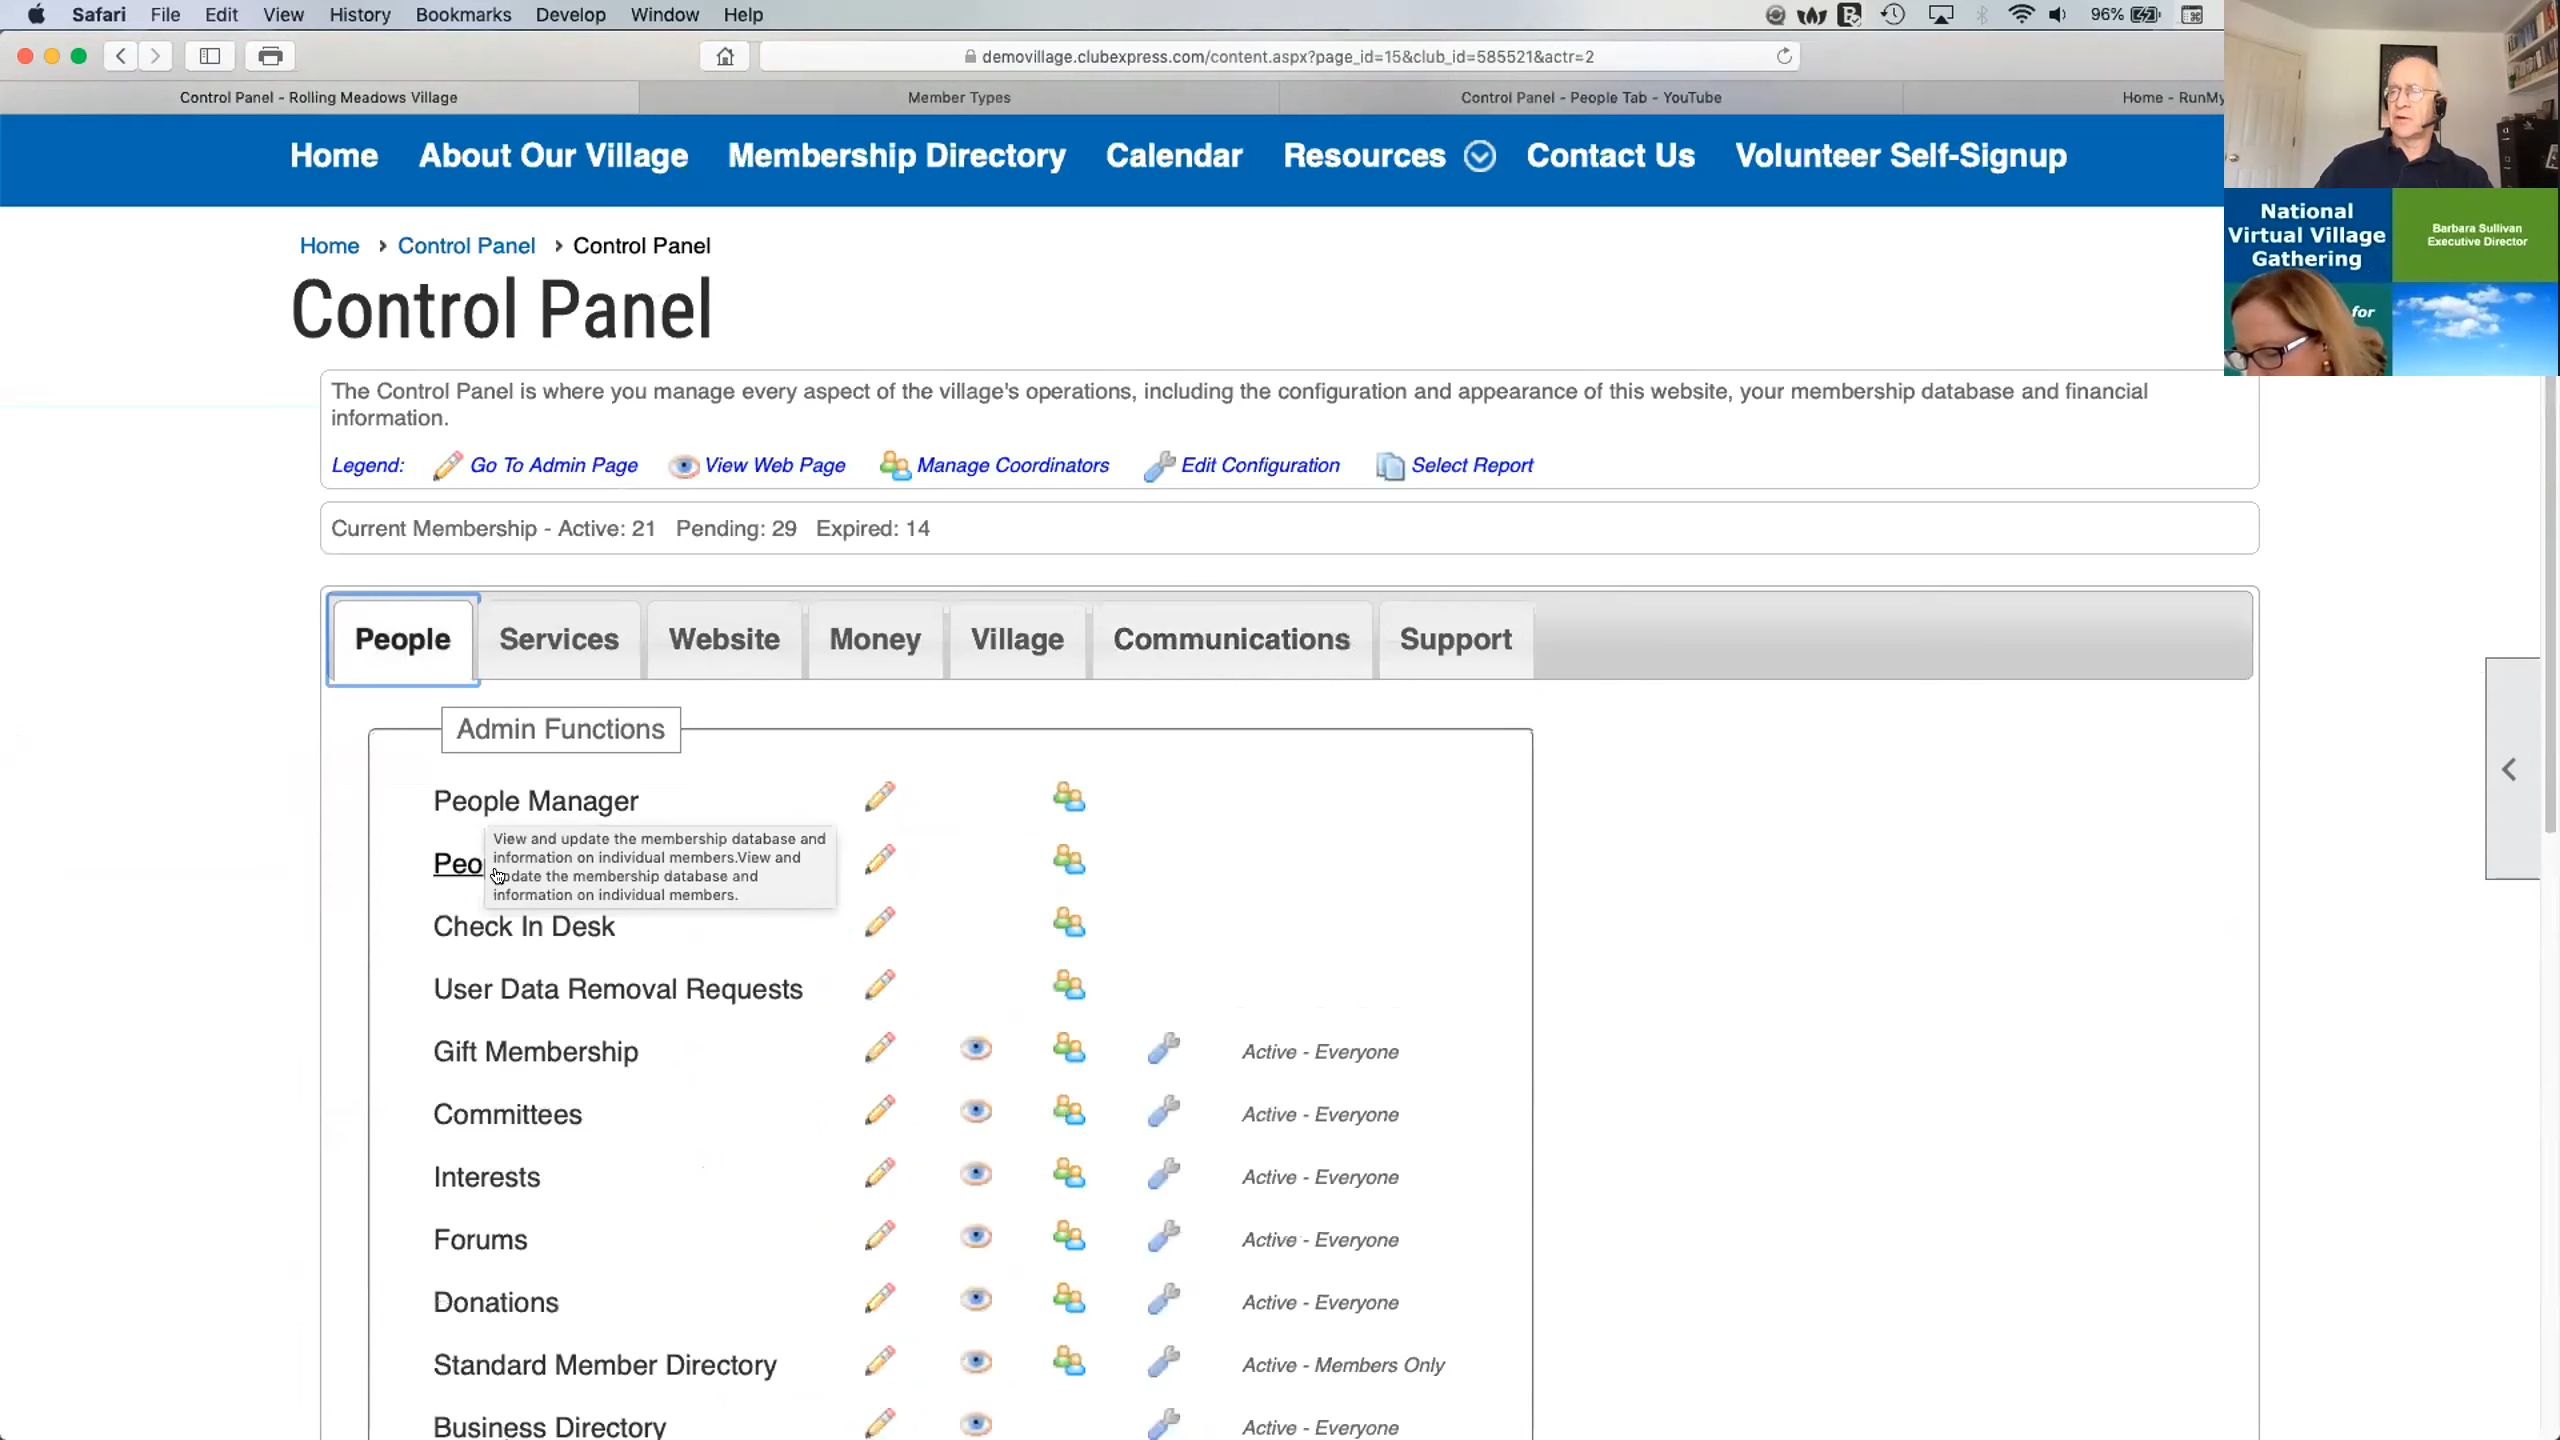 Safari File Edit View History Bookmarks Develop Window Help
96%
demovillage.clubexpress.com/content.aspx?page_id=15&club_id=585521&actr=2
Control Panel - Rolling Meadows Village
Member Types
Control Panel - People Tab - YouTube
Home - RunMy
Home About Our Village Membership Directory Calendar Resources Contact Us Volunteer Self-Signup
National
Virtual Village
Gathering
Barbara Sullivan
Executive Director
for
Home › Control Panel › Control Panel
Control Panel
The Control Panel is where you manage every aspect of the village's operations, including the configuration and appearance of this website, your membership database and financial
information.
Legend: Go To Admin Page View Web Page Manage Coordinators Edit Configuration Select Report
Current Membership - Active: 21 Pending: 29 Expired: 14
People Services Website Money Village Communications Support
Admin Functions
People Manager
View and update the membership database and
information on individual members.View and
update the membership database and
information on individual members.
Check In Desk
User Data Removal Requests
Gift Membership Active - Everyone
Committees Active - Everyone
Interests Active - Everyone
Forums Active - Everyone
Donations Active - Everyone
Standard Member Directory Active - Members Only
Business Directory Active - Everyone